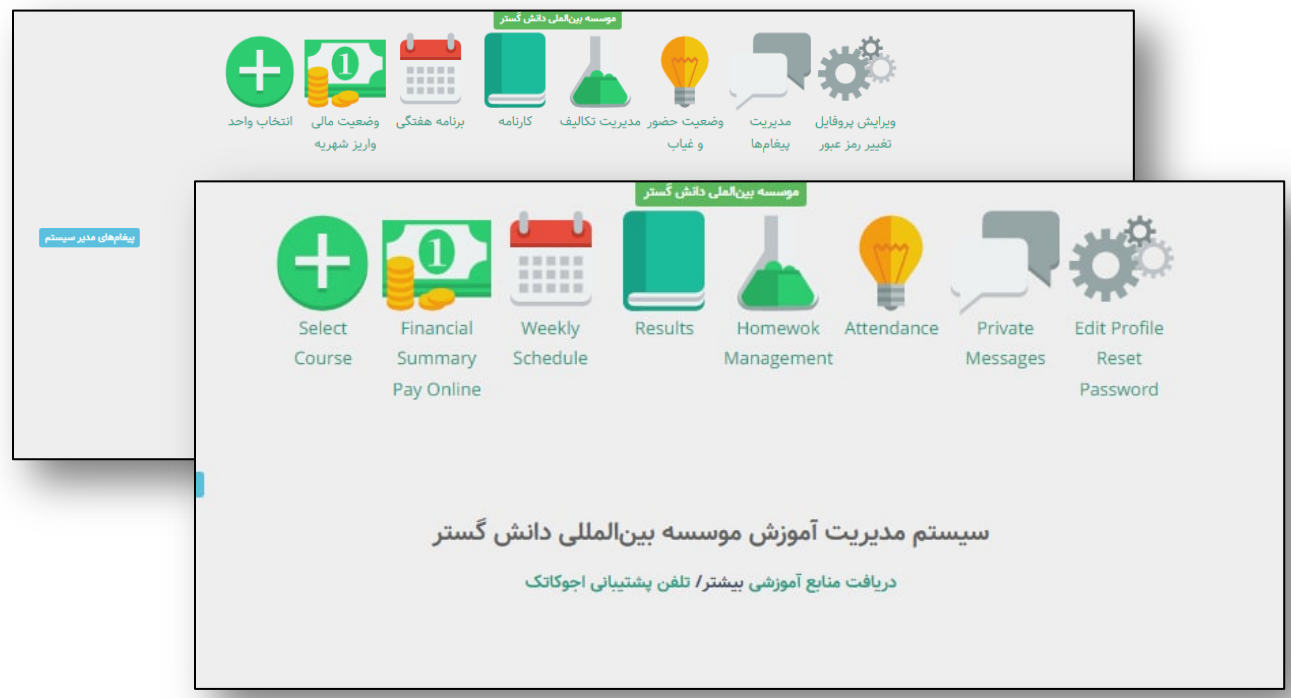 موسسه بین‌المللی دانش گستر
انتخاب واحد
وضعیت مالی
واریز شهریه
برنامه هفتگی
کارنامه
مدیریت تکالیف
وضعیت حضور
و غیاب
مدیریت
پیغام‌ها
ویرایش پروفایل
تغییر رمز عبور
پیغام‌های مدیر سیستم
موسسه بین‌المللی دانش گستر
Select
Course
Financial
Summary
Pay Online
Weekly
Schedule
Results
Homewok
Management
Attendance
Private
Messages
Edit Profile
Reset
Password
سیستم مدیریت آموزش موسسه بین‌المللی دانش گستر
دریافت منابع آموزشی بیشتر/ تلفن پشتیبانی اجوکاتک